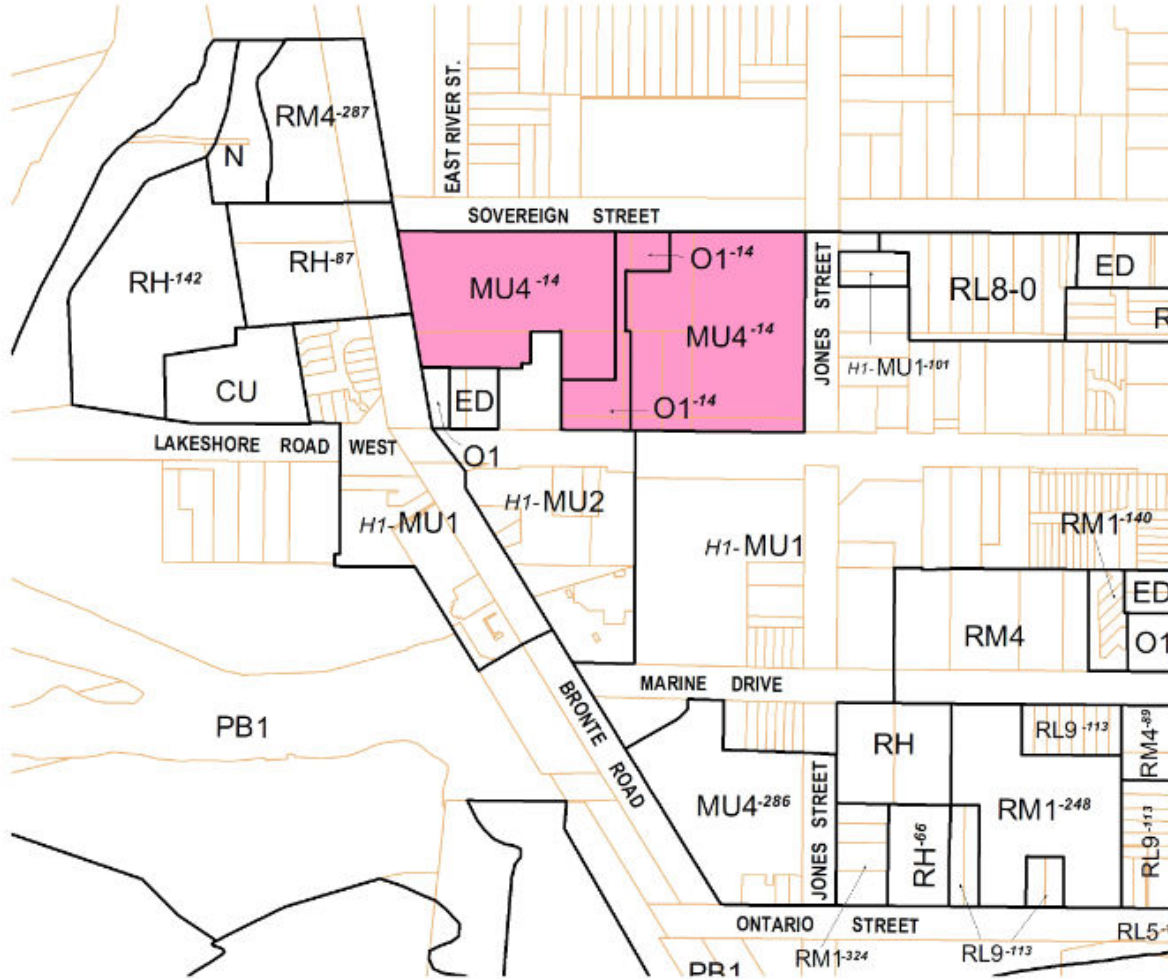 EAST RIVER ST.
RM4-287
N
SOVEREIGN STREET
RH-87
RH-142
MU4-14
O1-14
MU4-14
JONES STREET
RL8-0
ED
R
H1-MU1-101
CU
ED
O1-14
LAKESHORE ROAD WEST
O1
H1-MU1
H1-MU2
H1-MU1
RM1-140
RM4
ED
O1
MARINE DRIVE
BRONTE ROAD
PB1
RH
RL9-113
RM4-89
MU4-286
JONES STREET
RH-66
RM1-248
RL9-113
ONTARIO STREET
RL5-
RM1-324
RL9-113
PB1